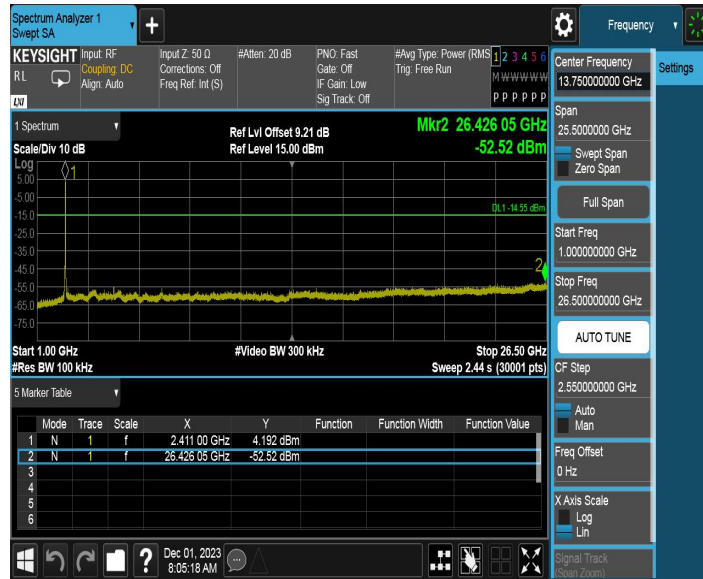 Spectrum Analyzer 1
Swept SA
+
Frequency
KEYSIGHT
RL
LXI
Input: RF
Coupling: DC
Align: Auto
Input Z: 50 Ω
Corrections: Off
Freq Ref: Int (S)
#Atten: 20 dB
PNO: Fast
Gate: Off
IF Gain: Low
Sig Track: Off
#Avg Type: Power (RMS
Trig: Free Run
1 2 3 4 5 6
M W W W W W
P P P P P P
Center Frequency
13.750000000 GHz
Settings
Span
25.5000000 GHz
Swept Span
Zero Span
Full Span
Start Freq
1.000000000 GHz
Stop Freq
26.500000000 GHz
AUTO TUNE
CF Step
2.550000000 GHz
Auto
Man
Freq Offset
0 Hz
X Axis Scale
Log
Lin
Signal Track
(Span Zoom)
1 Spectrum
Scale/Div 10 dB
Ref Lvl Offset 9.21 dB
Ref Level 15.00 dBm
Mkr2 26.426 05 GHz
-52.52 dBm
Log
5.00
-5.00
-15.0
-25.0
-35.0
-45.0
-55.0
-65.0
-75.0
1
DL1 -14.55 dBm
2
Start 1.00 GHz
#Res BW 100 kHz
#Video BW 300 kHz
Stop 26.50 GHz
Sweep 2.44 s (30001 pts)
5 Marker Table
Mode Trace Scale X Y Function Function Width Function Value
1 N 1 f 2.411 00 GHz 4.192 dBm
2 N 1 f 26.426 05 GHz -52.52 dBm
3
4
5
6
?
Dec 01, 2023
8:05:18 AM